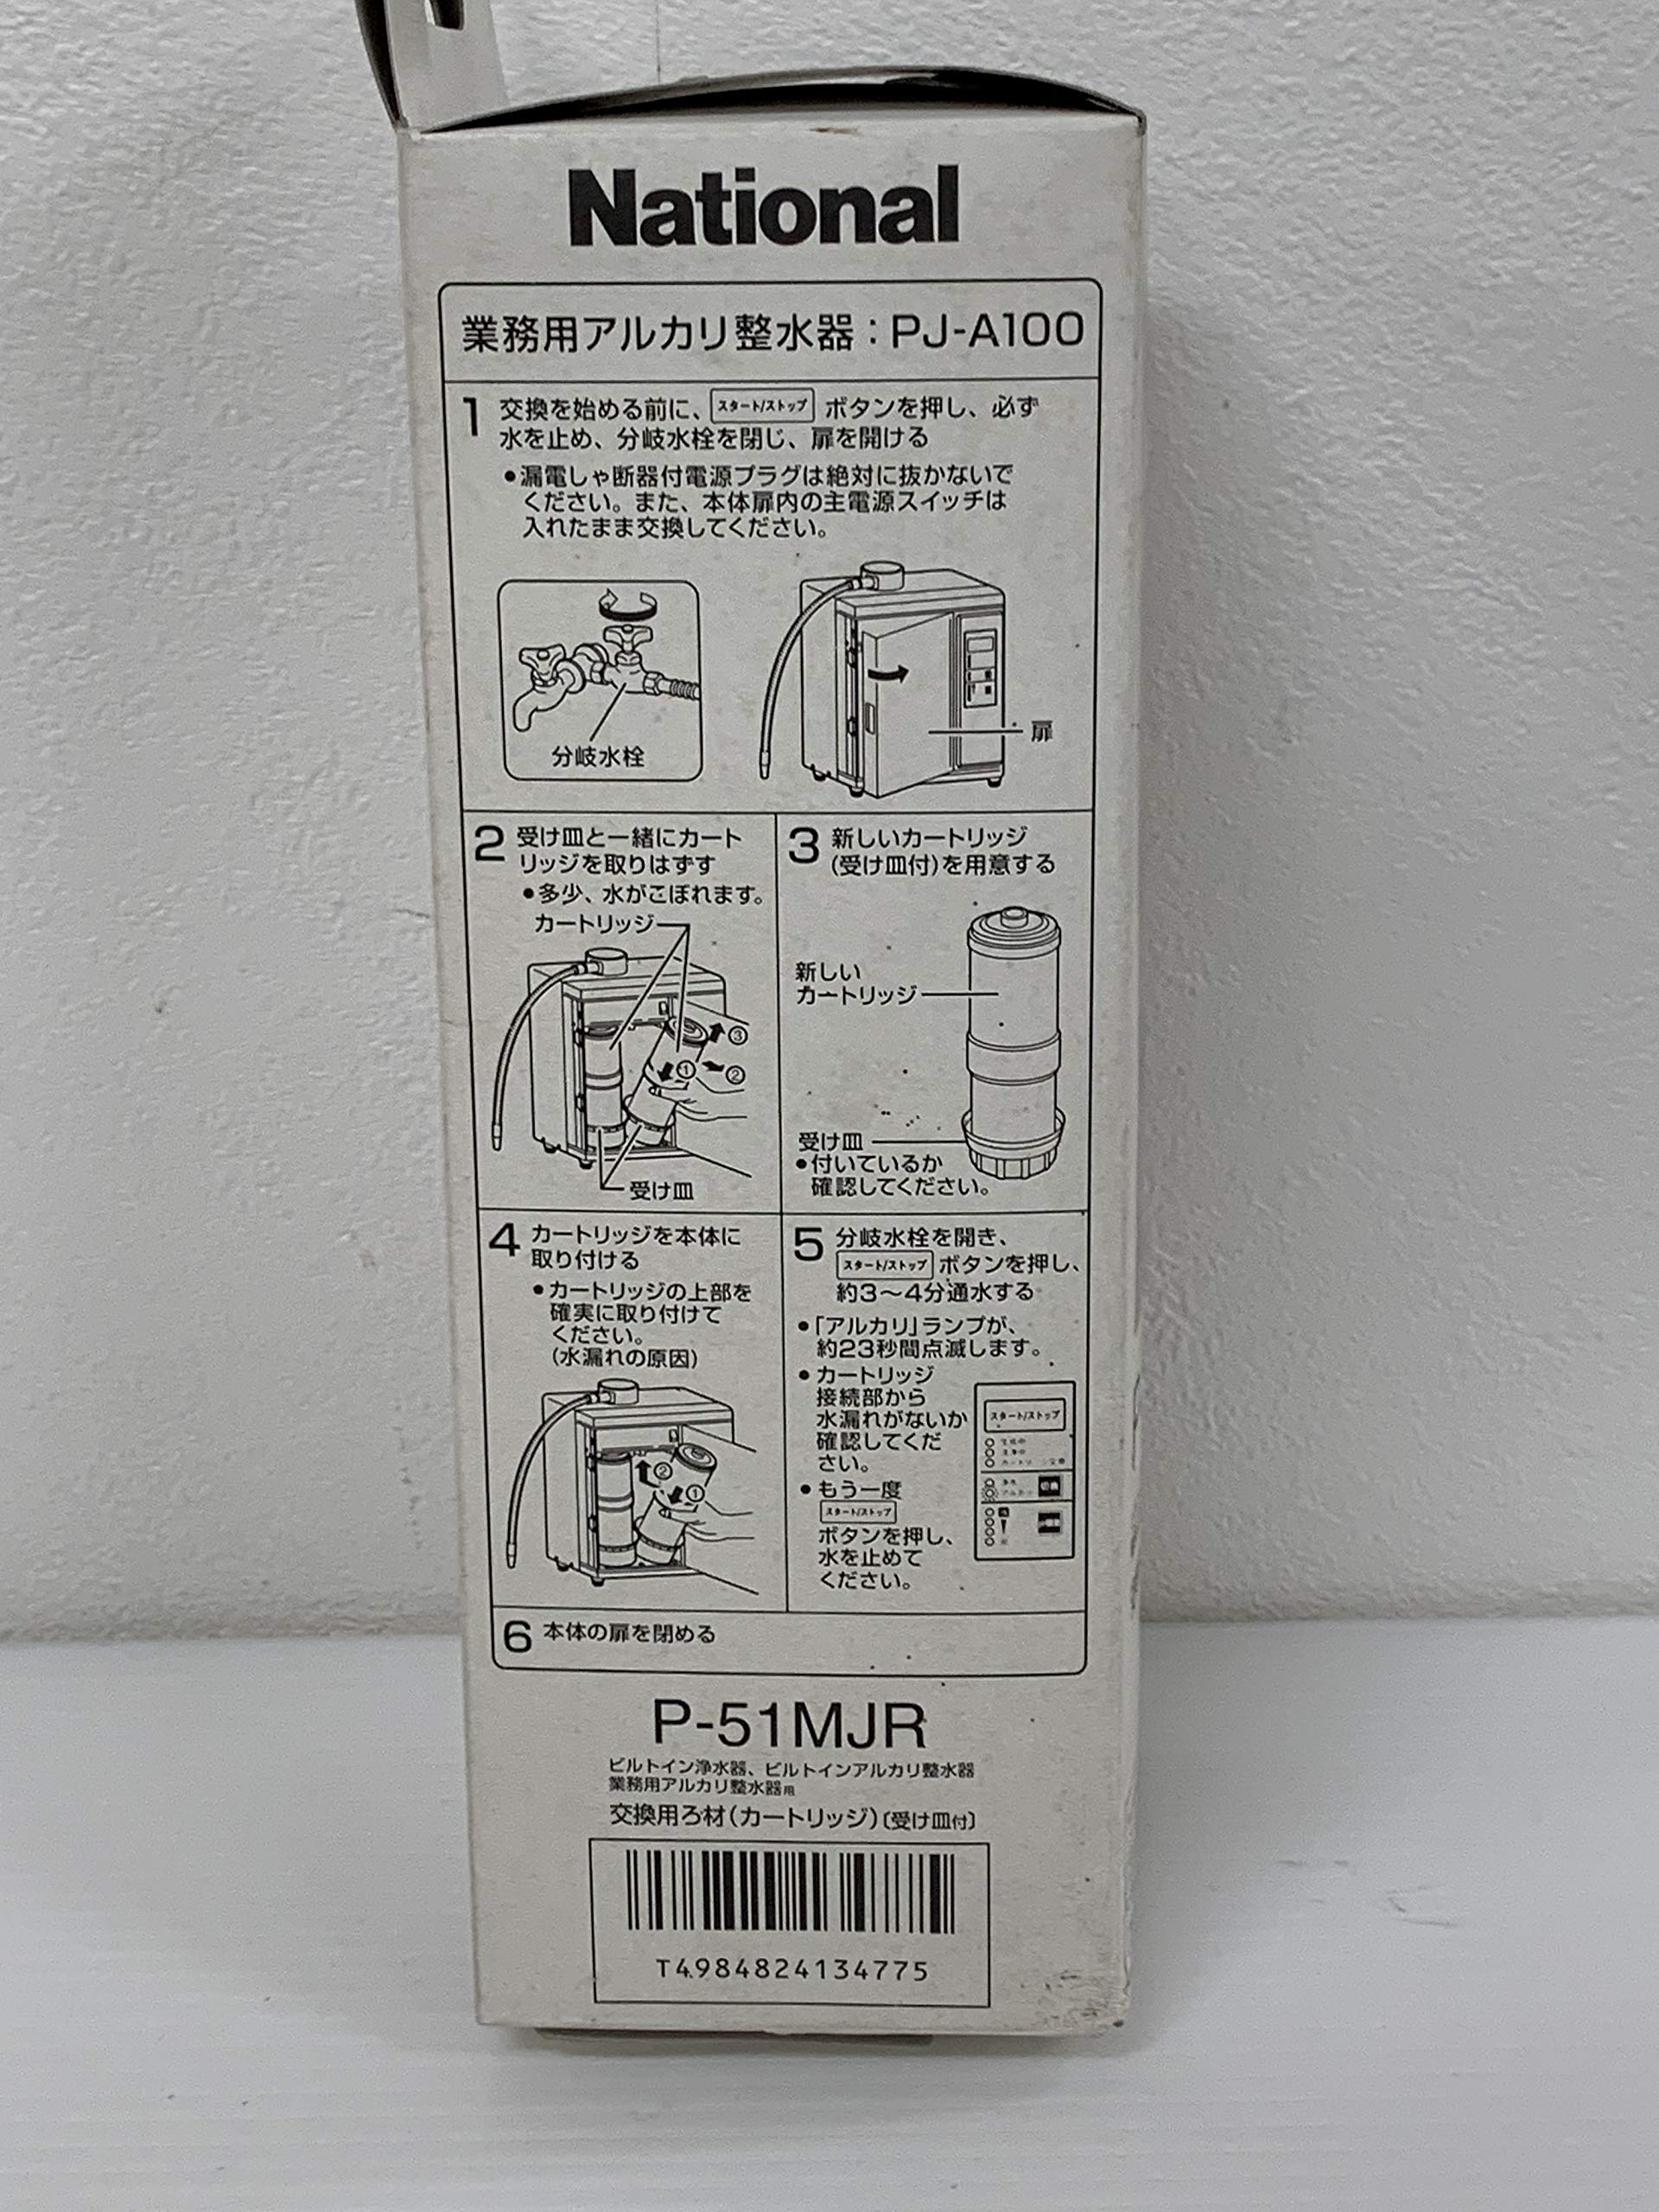 National
業務用アルカリ整水器：PJ-A100
1 交換を始める前に、スタート/ストップ ボタンを押し、必ず
水を止め、分岐水栓を閉じ、扉を開ける
●漏電しゃ断器付電源プラグは絶対に抜かないで
ください。また、本体扉内の主電源スイッチは
入れたまま交換してください。
分岐水栓
扉
2 受け皿と一緒にカート
リッジを取りはずす
●多少、水がこぼれます。
カートリッジ
③
①
②
受け皿
3 新しいカートリッジ
(受け皿付)を用意する
新しい
カートリッジ
受け皿
●付いているか
確認してください。
4 カートリッジを本体に
取り付ける
●カートリッジの上部を
確実に取り付けて
ください。
(水漏れの原因)
②
①
5 分岐水栓を開き、
スタート/ストップ ボタンを押し、
約3～4分通水する
●「アルカリ」ランプが、
約23秒間点滅します。
●カートリッジ
接続部から
水漏れがないか
確認してくだ
さい。
●もう一度
スタート/ストップ
ボタンを押し、
水を止めて
ください。
スタート/ストップ
6 本体の扉を閉める
P-51MJR
ビルトイン浄水器、ビルトインアルカリ整水器
業務用アルカリ整水器用
交換用ろ材(カートリッジ)〔受け皿付〕
T4984824134775